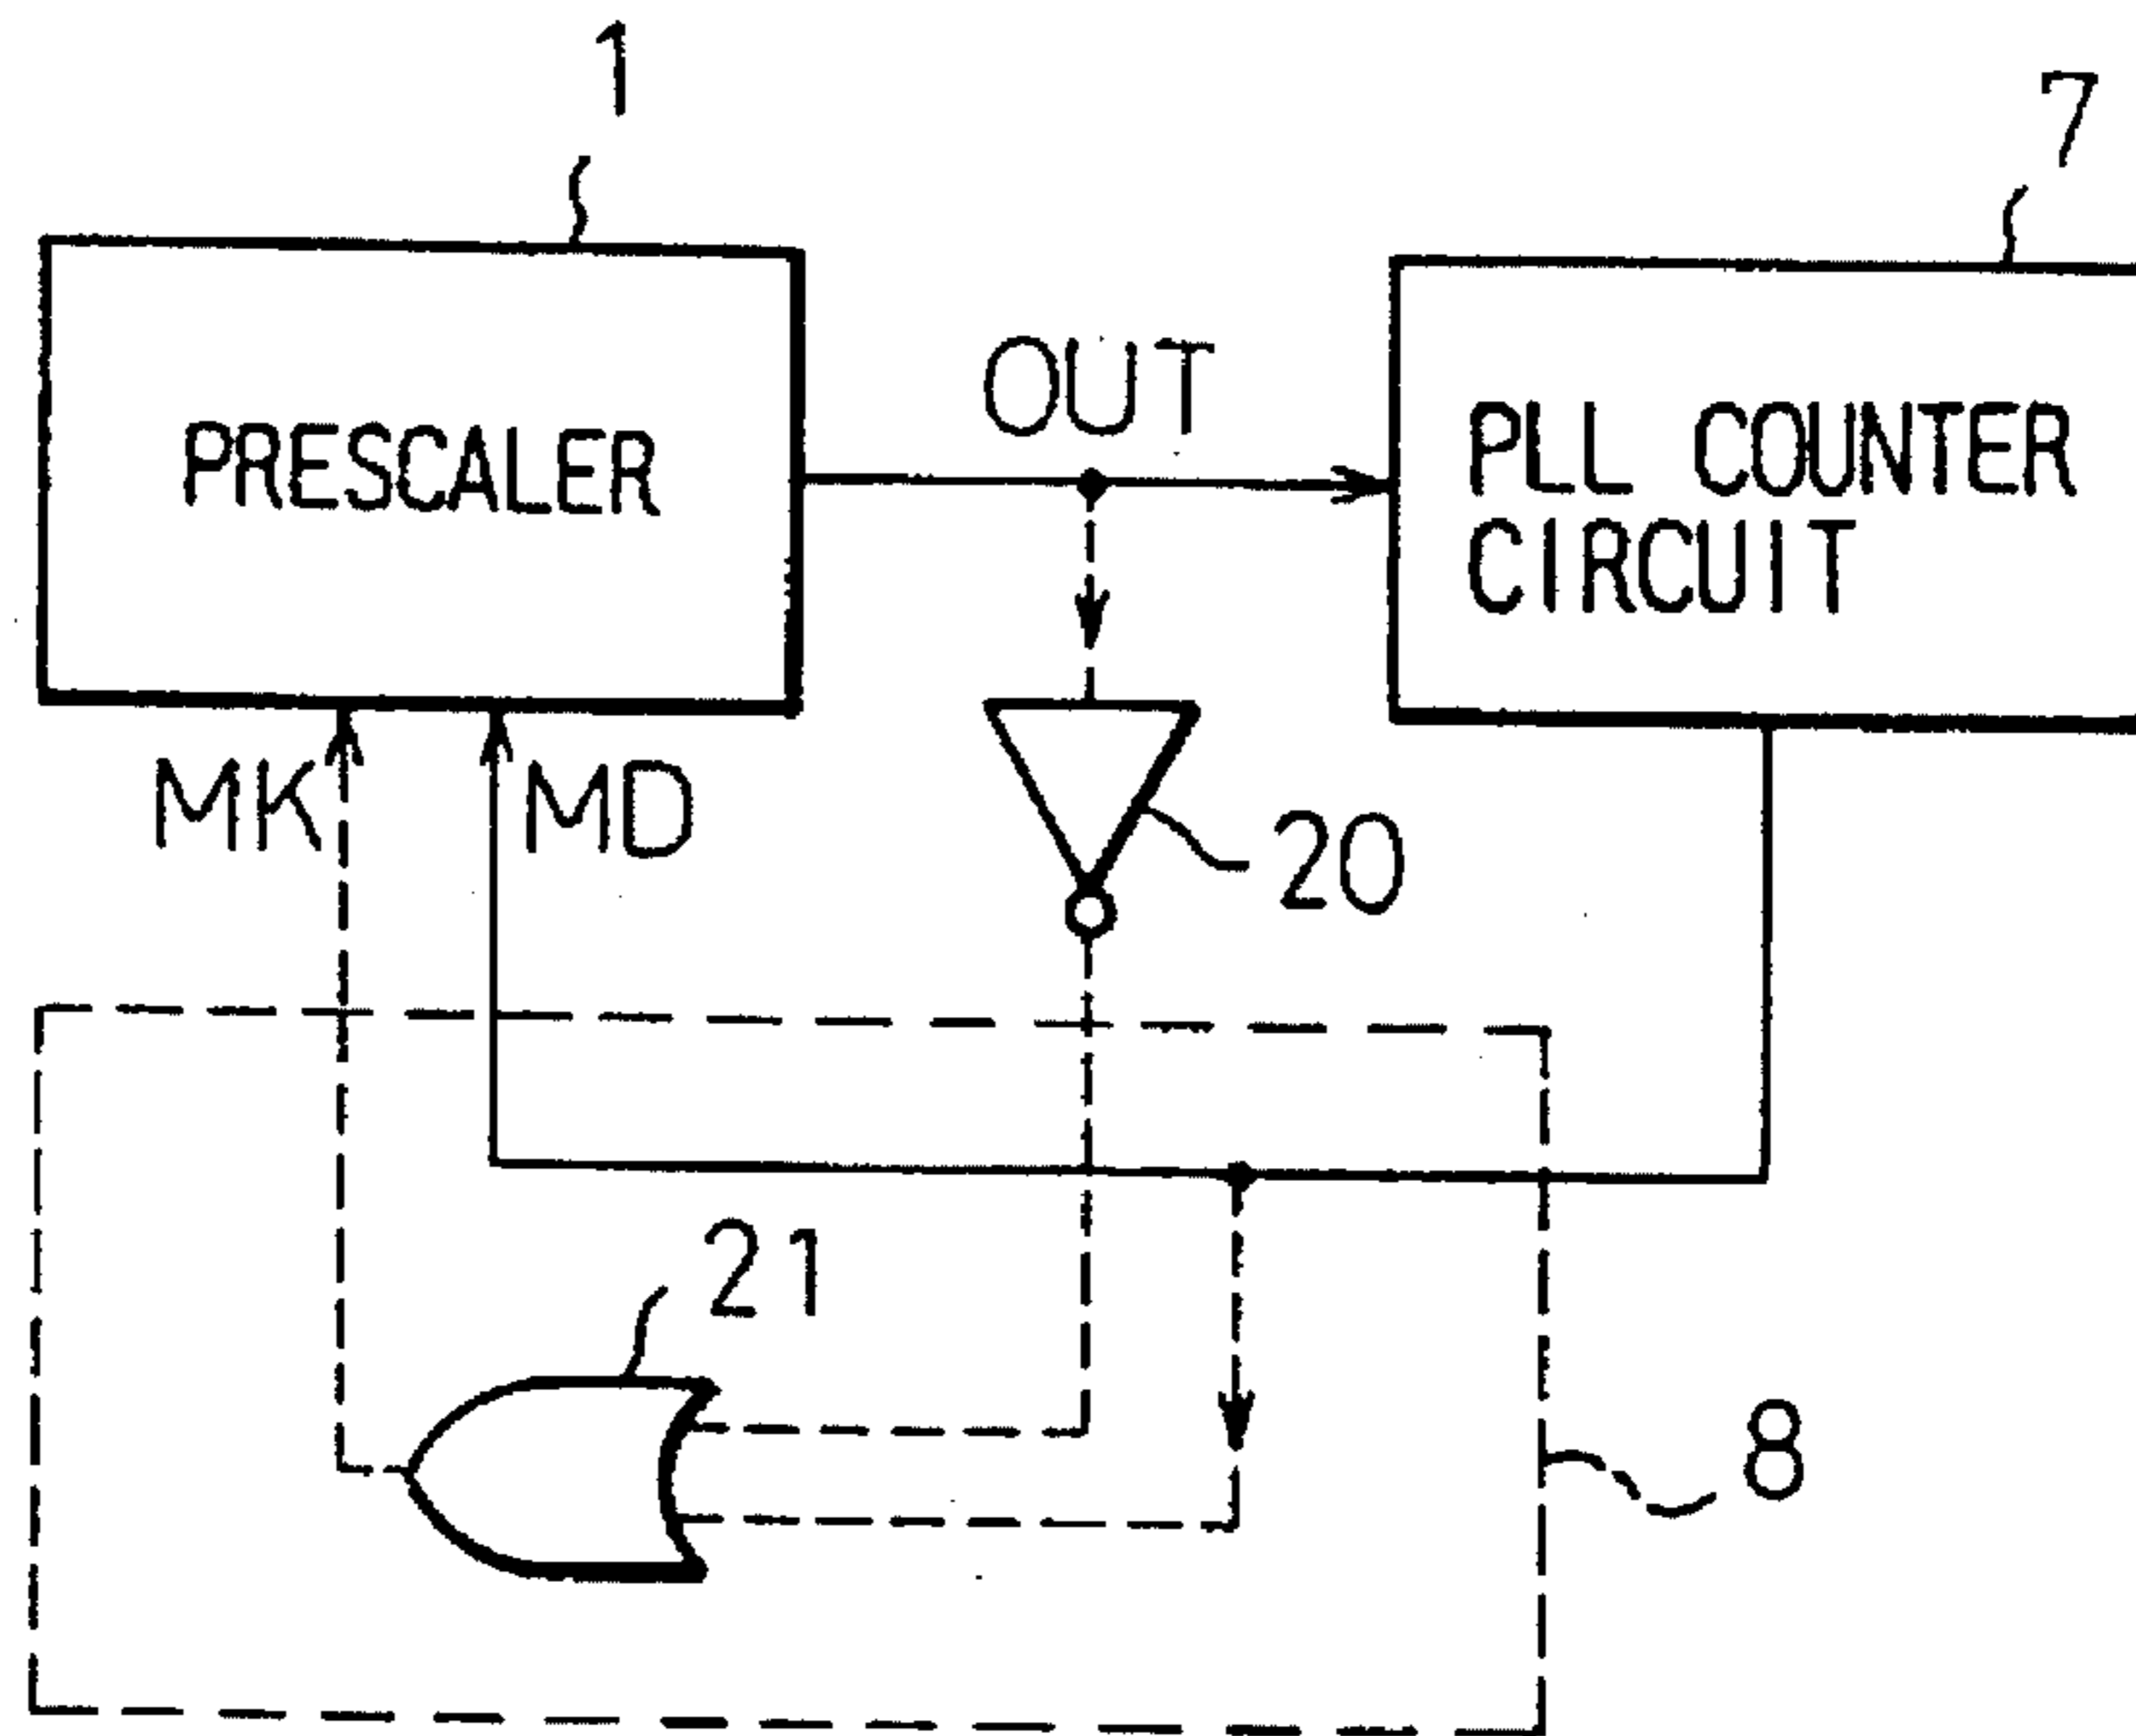 1
7
PRESCALER
OUT
PLL COUNTER
CIRCUIT
MK
MD
20
21
8